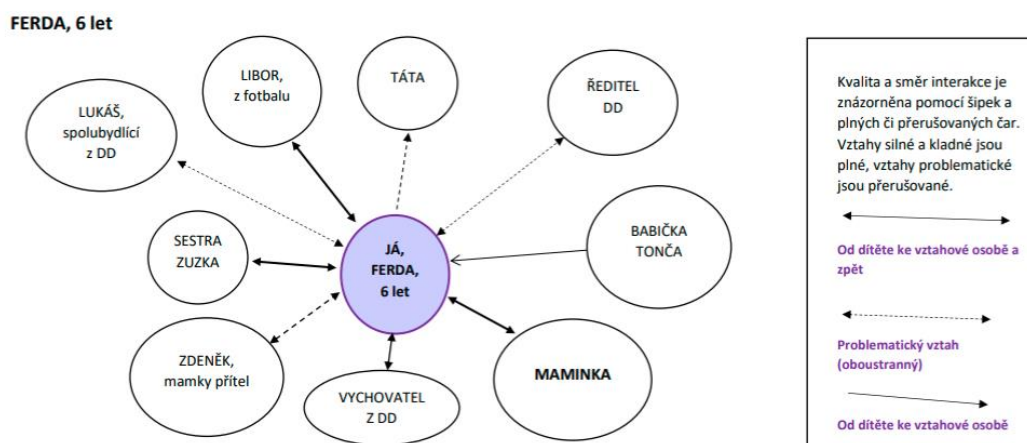 FERDA, 6 let
LIBOR,
z fotbalu
TÁTA
ŘEDITEL
DD
LUKÁŠ,
spolubydlící
z DD
SESTRA
ZUZKA
JÁ,
FERDA,
6 let
BABIČKA
TONČA
ZDENĚK,
mamky přítel
VYCHOVATEL
Z DD
MAMINKA
Kvalita a směr interakce je
znázorněna pomocí šipek a
plných či přerušovaných čar.
Vztahy silné a kladné jsou
plné, vztahy problematické
jsou přerušované.
Od dítěte ke vztahové osobě a
zpět
Problematický vztah
(oboustranný)
Od dítěte ke vztahové osobě